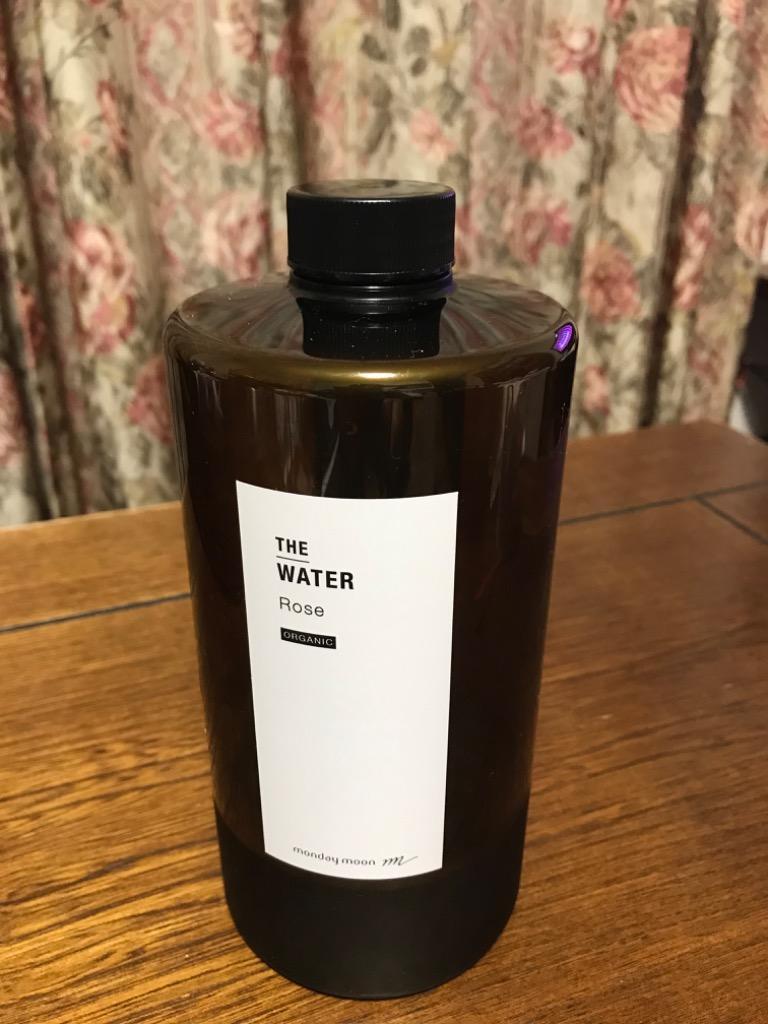 THE
WATER
Rose
ORGANIC
monday moon m